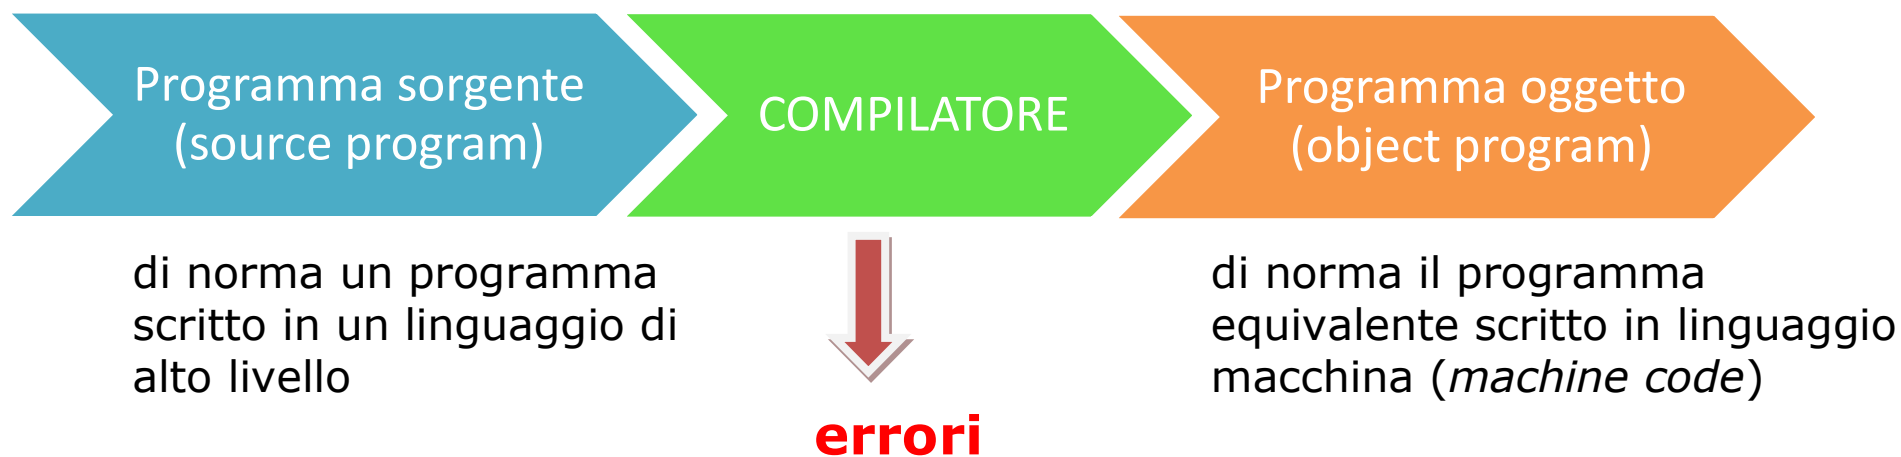 Programma sorgente
(source program)
COMPILATORE
Programma oggetto
(object program)
di norma un programma
scritto in un linguaggio di
alto livello
errori
di norma il programma
equivalente scritto in linguaggio
macchina (machine code)